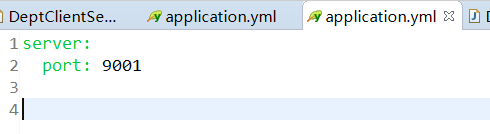 DeptClientSe... application.yml application.yml
1 server:
2   port: 9001
3
4